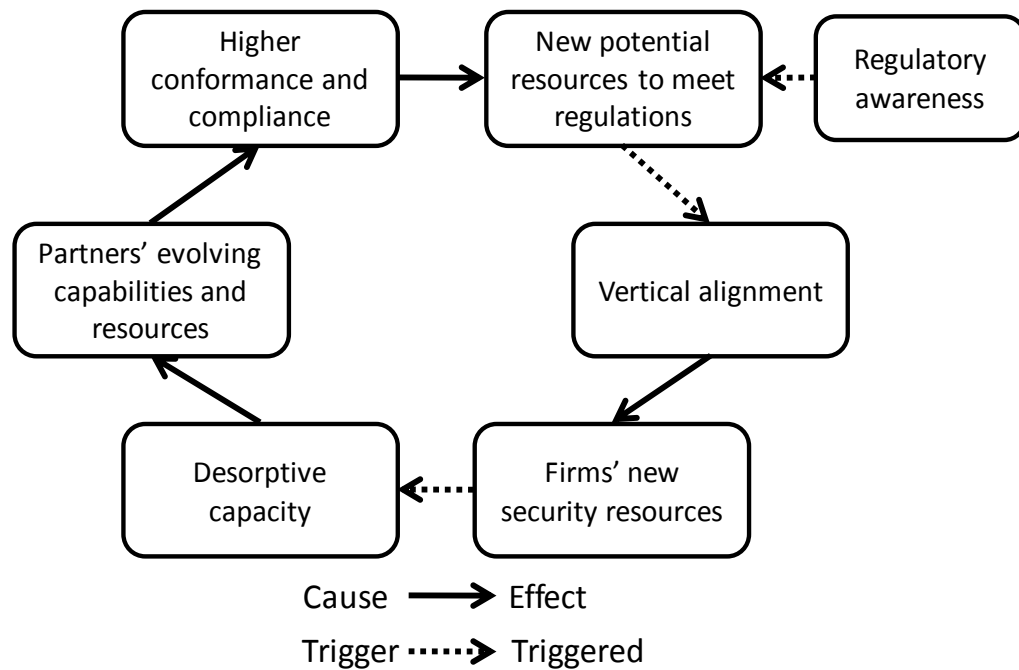 Higher
conformance and
compliance
New potential
resources to meet
regulations
Regulatory
awareness
Partners’ evolving
capabilities and
resources
Vertical alignment
Desorptive
capacity
Firms’ new
security resources
Cause Effect
Trigger Triggered